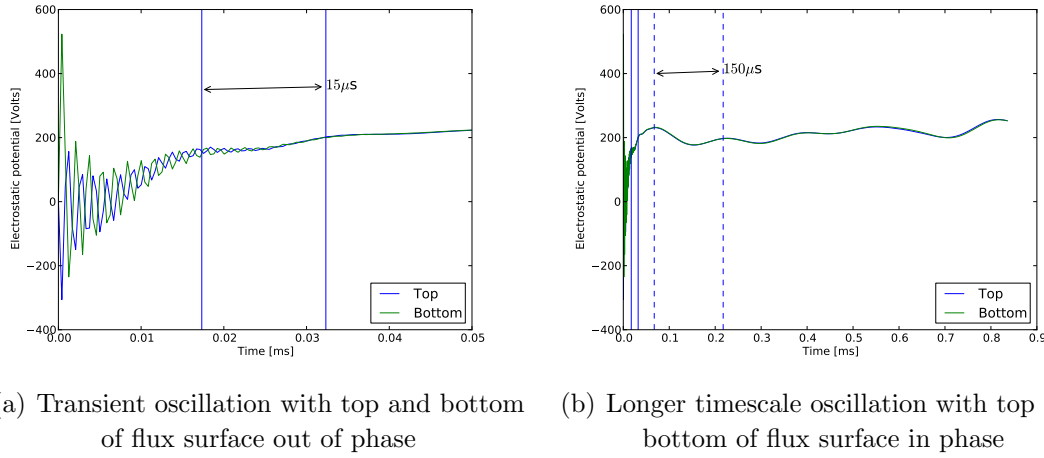 600
400
200
0
−200
−400
Electrostatic potential [Volts]
0.00 0.01 0.02 0.03 0.04 0.05
Time [ms]
15μs
Top
Bottom
600
400
200
0
−200
−400
Electrostatic potential [Volts]
0.0 0.1 0.2 0.3 0.4 0.5 0.6 0.7 0.8 0.9
Time [ms]
150μs
Top
Bottom
a) Transient oscillation with top and bottom
of flux surface out of phase
(b) Longer timescale oscillation with top
bottom of flux surface in phase